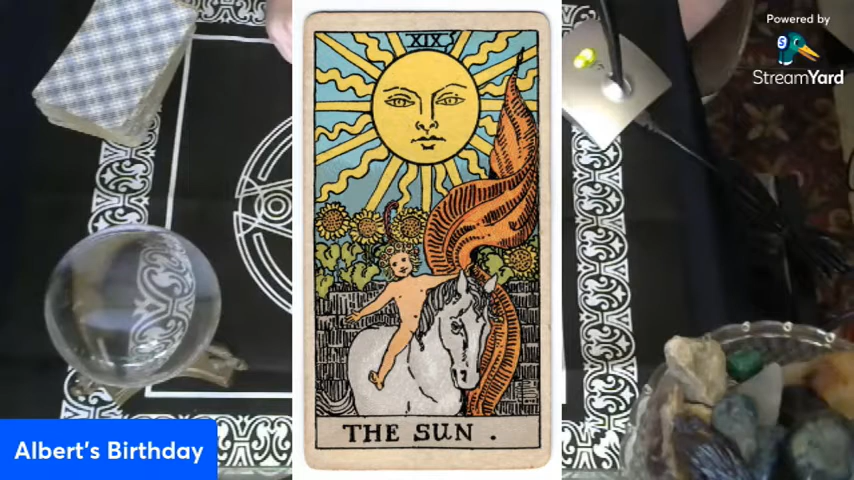 Powered by
StreamYard
XIX
THE SUN .
Albert's Birthday